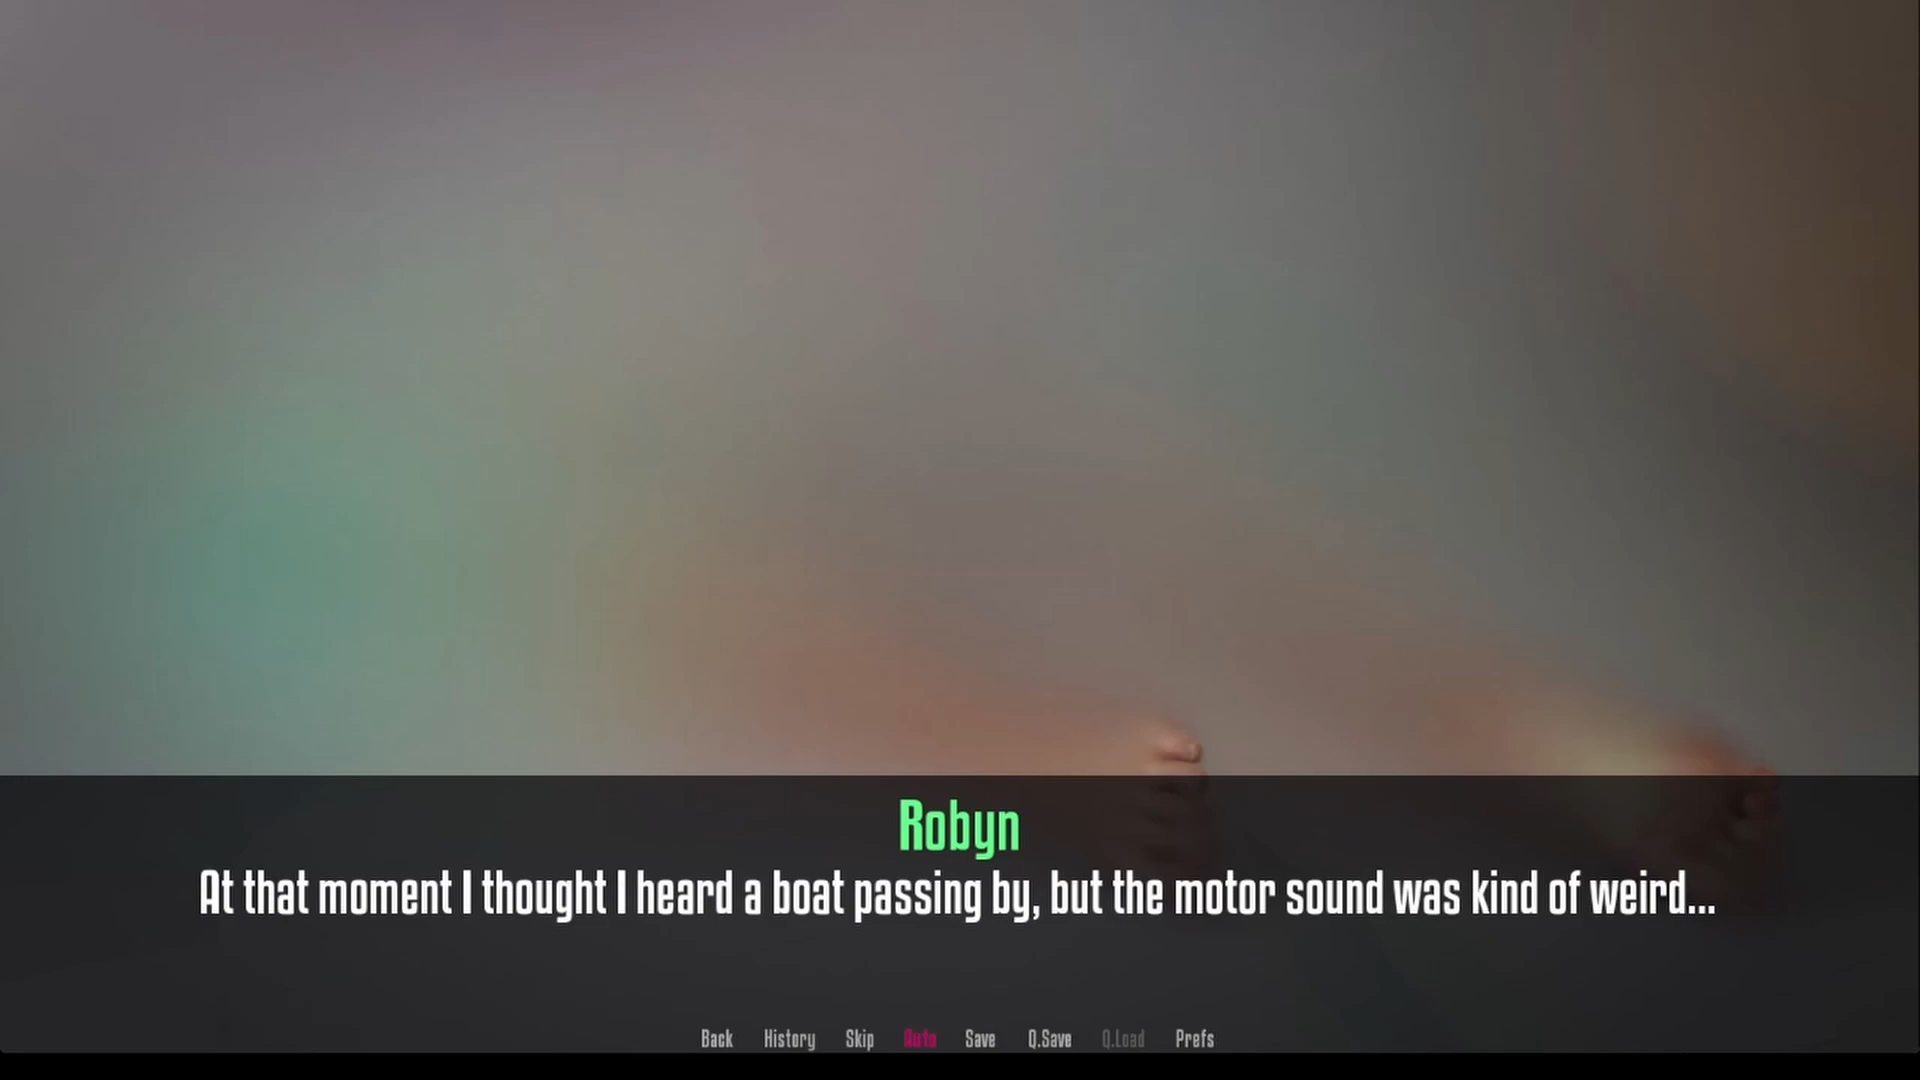 Robyn
At that moment I thought I heard a boat passing by, but the motor sound was kind of weird...
Back History Skip Auto Save Q.Save Q.Load Prefs